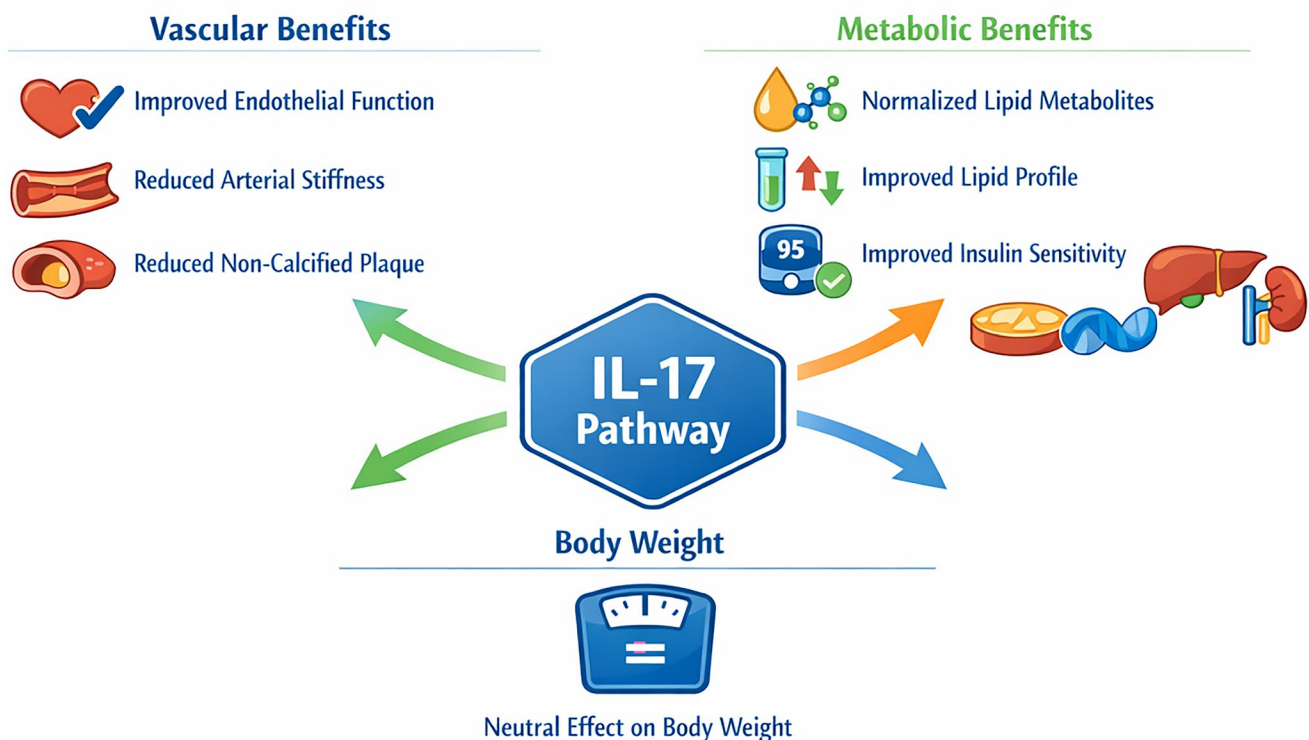 Vascular Benefits
Improved Endothelial Function
Reduced Arterial Stiffness
Reduced Non-Calcified Plaque
Metabolic Benefits
Normalized Lipid Metabolites
Improved Lipid Profile
95
Improved Insulin Sensitivity
IL-17
Pathway
Body Weight
Neutral Effect on Body Weight